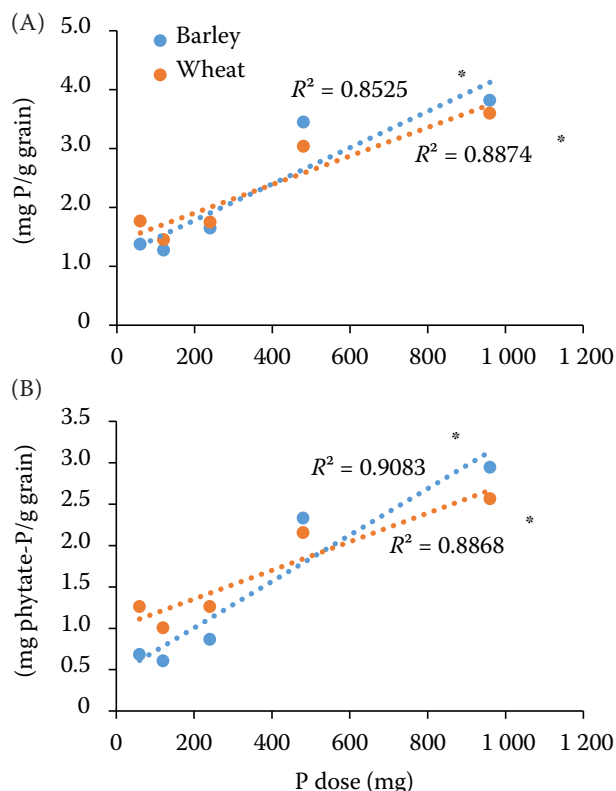 (A)
5.0
4.0
3.0
2.0
1.0
0
(mg P/g grain)
Barley
Wheat
R² = 0.8525
*
R² = 0.8874
*
0 200 400 600 800 1 000 1 200
(B)
3.5
3.0
2.5
2.0
1.5
1.0
0.5
0
(mg phytate-P/g grain)
R² = 0.9083
*
R² = 0.8868
*
0 200 400 600 800 1 000 1 200
P dose (mg)